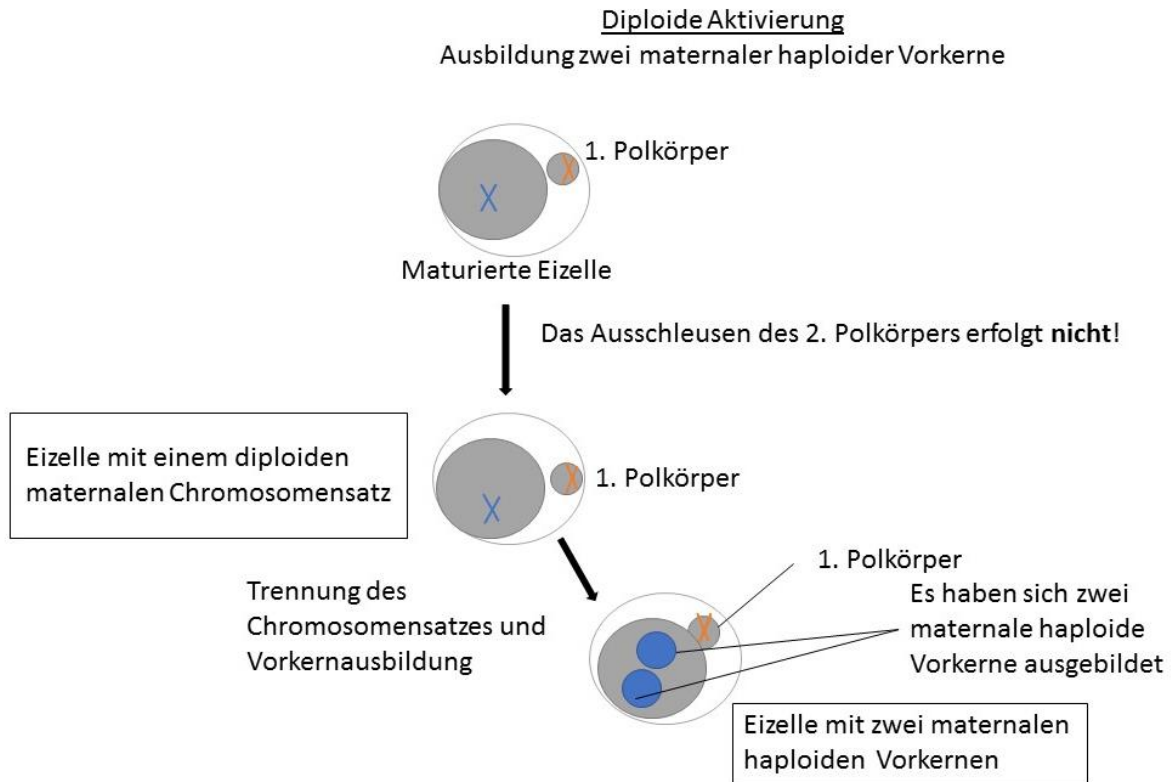 Diploide Aktivierung
Ausbildung zwei maternaler haploider Vorkerne
1. Polkörper
Maturierte Eizelle
Das Ausschleusen des 2. Polkörpers erfolgt nicht!
Eizelle mit einem diploiden
maternalen Chromosomensatz
1. Polkörper
Trennung des
Chromosomensatzes und
Vorkernausbildung
1. Polkörper
Es haben sich zwei
maternale haploide
Vorkerne ausgebildet
Eizelle mit zwei maternalen
haploiden Vorkernen